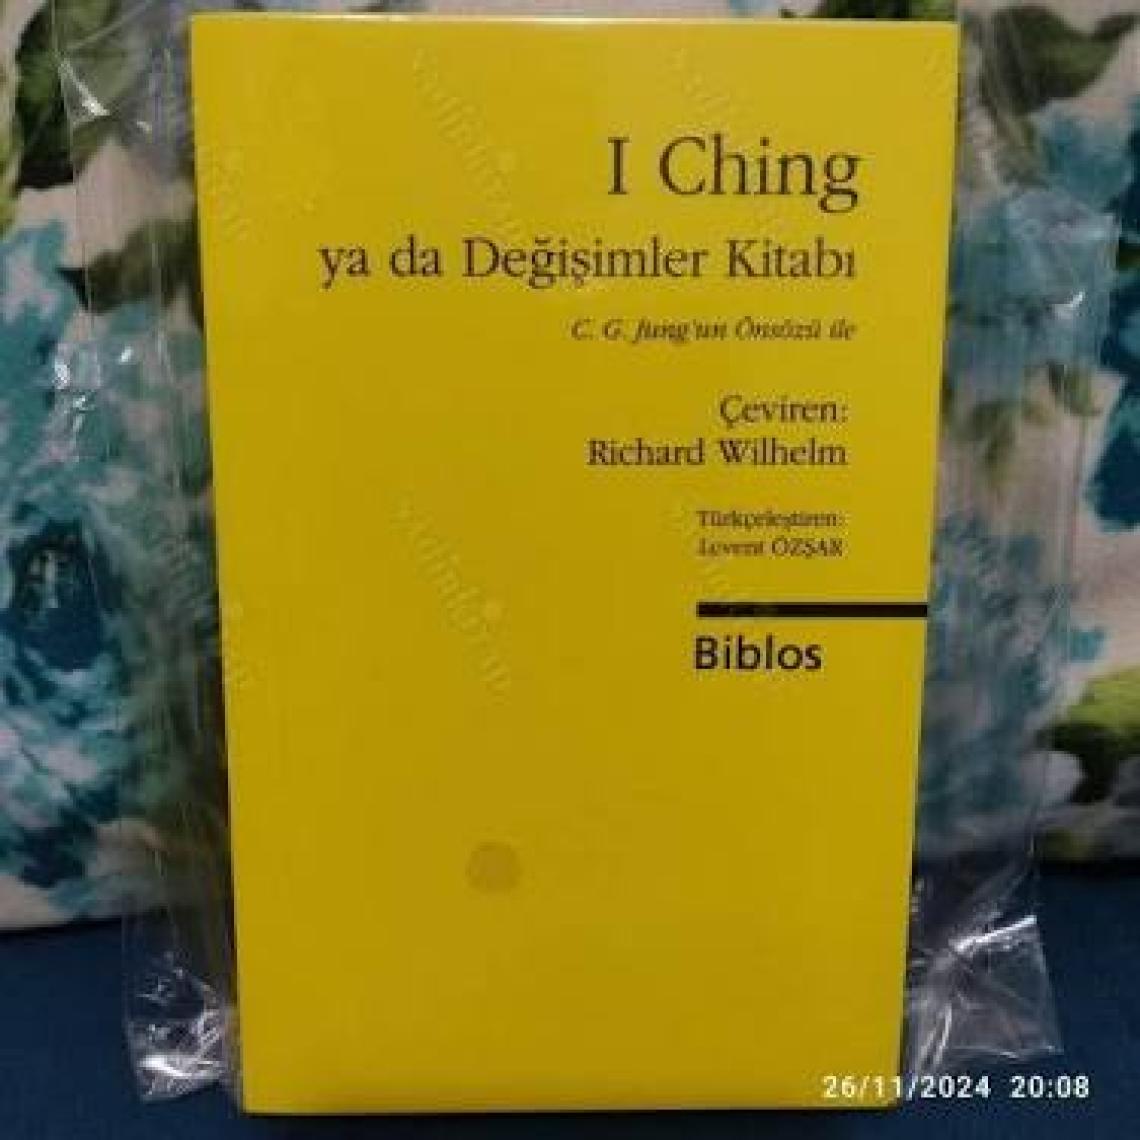 I Ching
ya da Değişimler Kitabı
C. G. Jung'un Önsözü ile
Çeviren:
Richard Wilhelm
Türkçeleştiren:
Levent ÖZŞAR
Biblos
26/11/2024 20:08